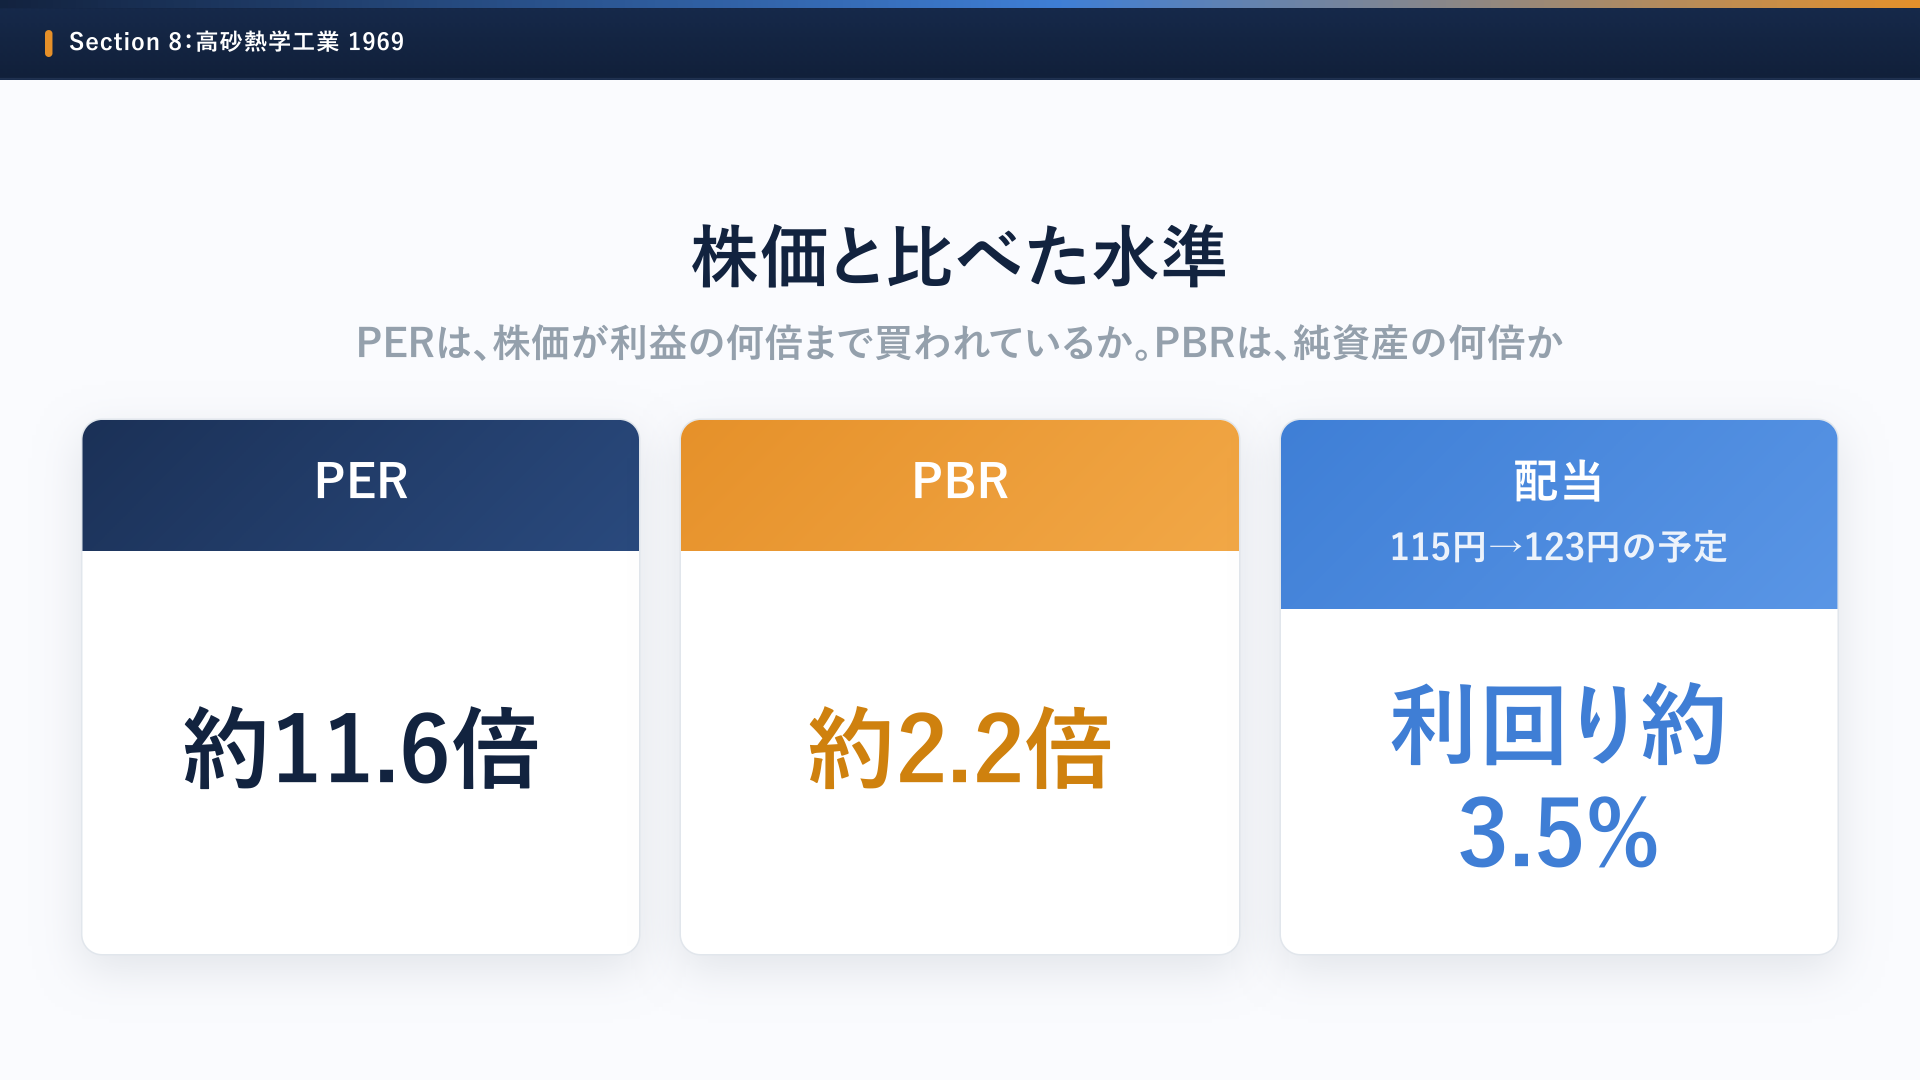 Section 8：高砂熱学工業 1969
株価と比べた水準
PERは、株価が利益の何倍まで買われているか。PBRは、純資産の何倍か
PER
約11.6倍
PBR
約2.2倍
配当
115円→123円の予定
利回り約
3.5%